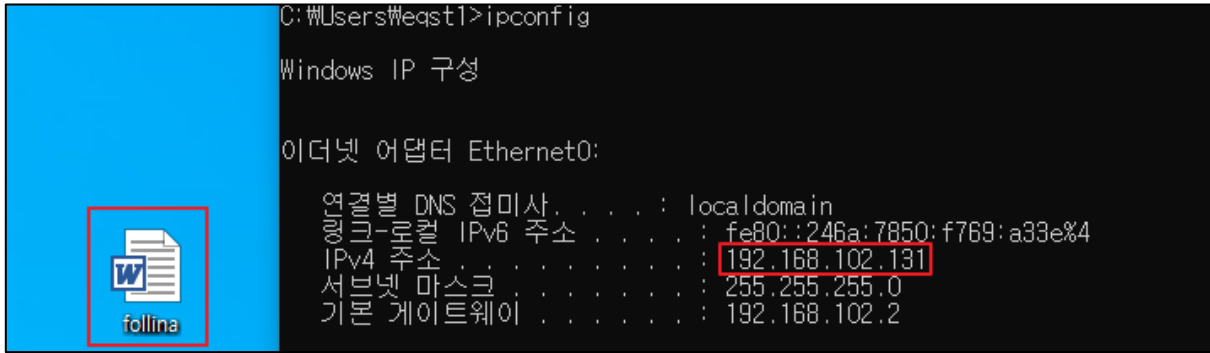 C:₩Users₩eqst1>ipconfig
Windows IP 구성
이더넷 어댑터 Ethernet0:
연결별 DNS 접미사. . . . : localdomain
링크-로컬 IPv6 주소 . . . . : fe80::246a:7850:f769:a33e%4
IPv4 주소 . . . . . . . . . : 192.168.102.131
서브넷 마스크 . . . . . . . : 255.255.255.0
기본 게이트웨이 . . . . . . : 192.168.102.2
W
follina